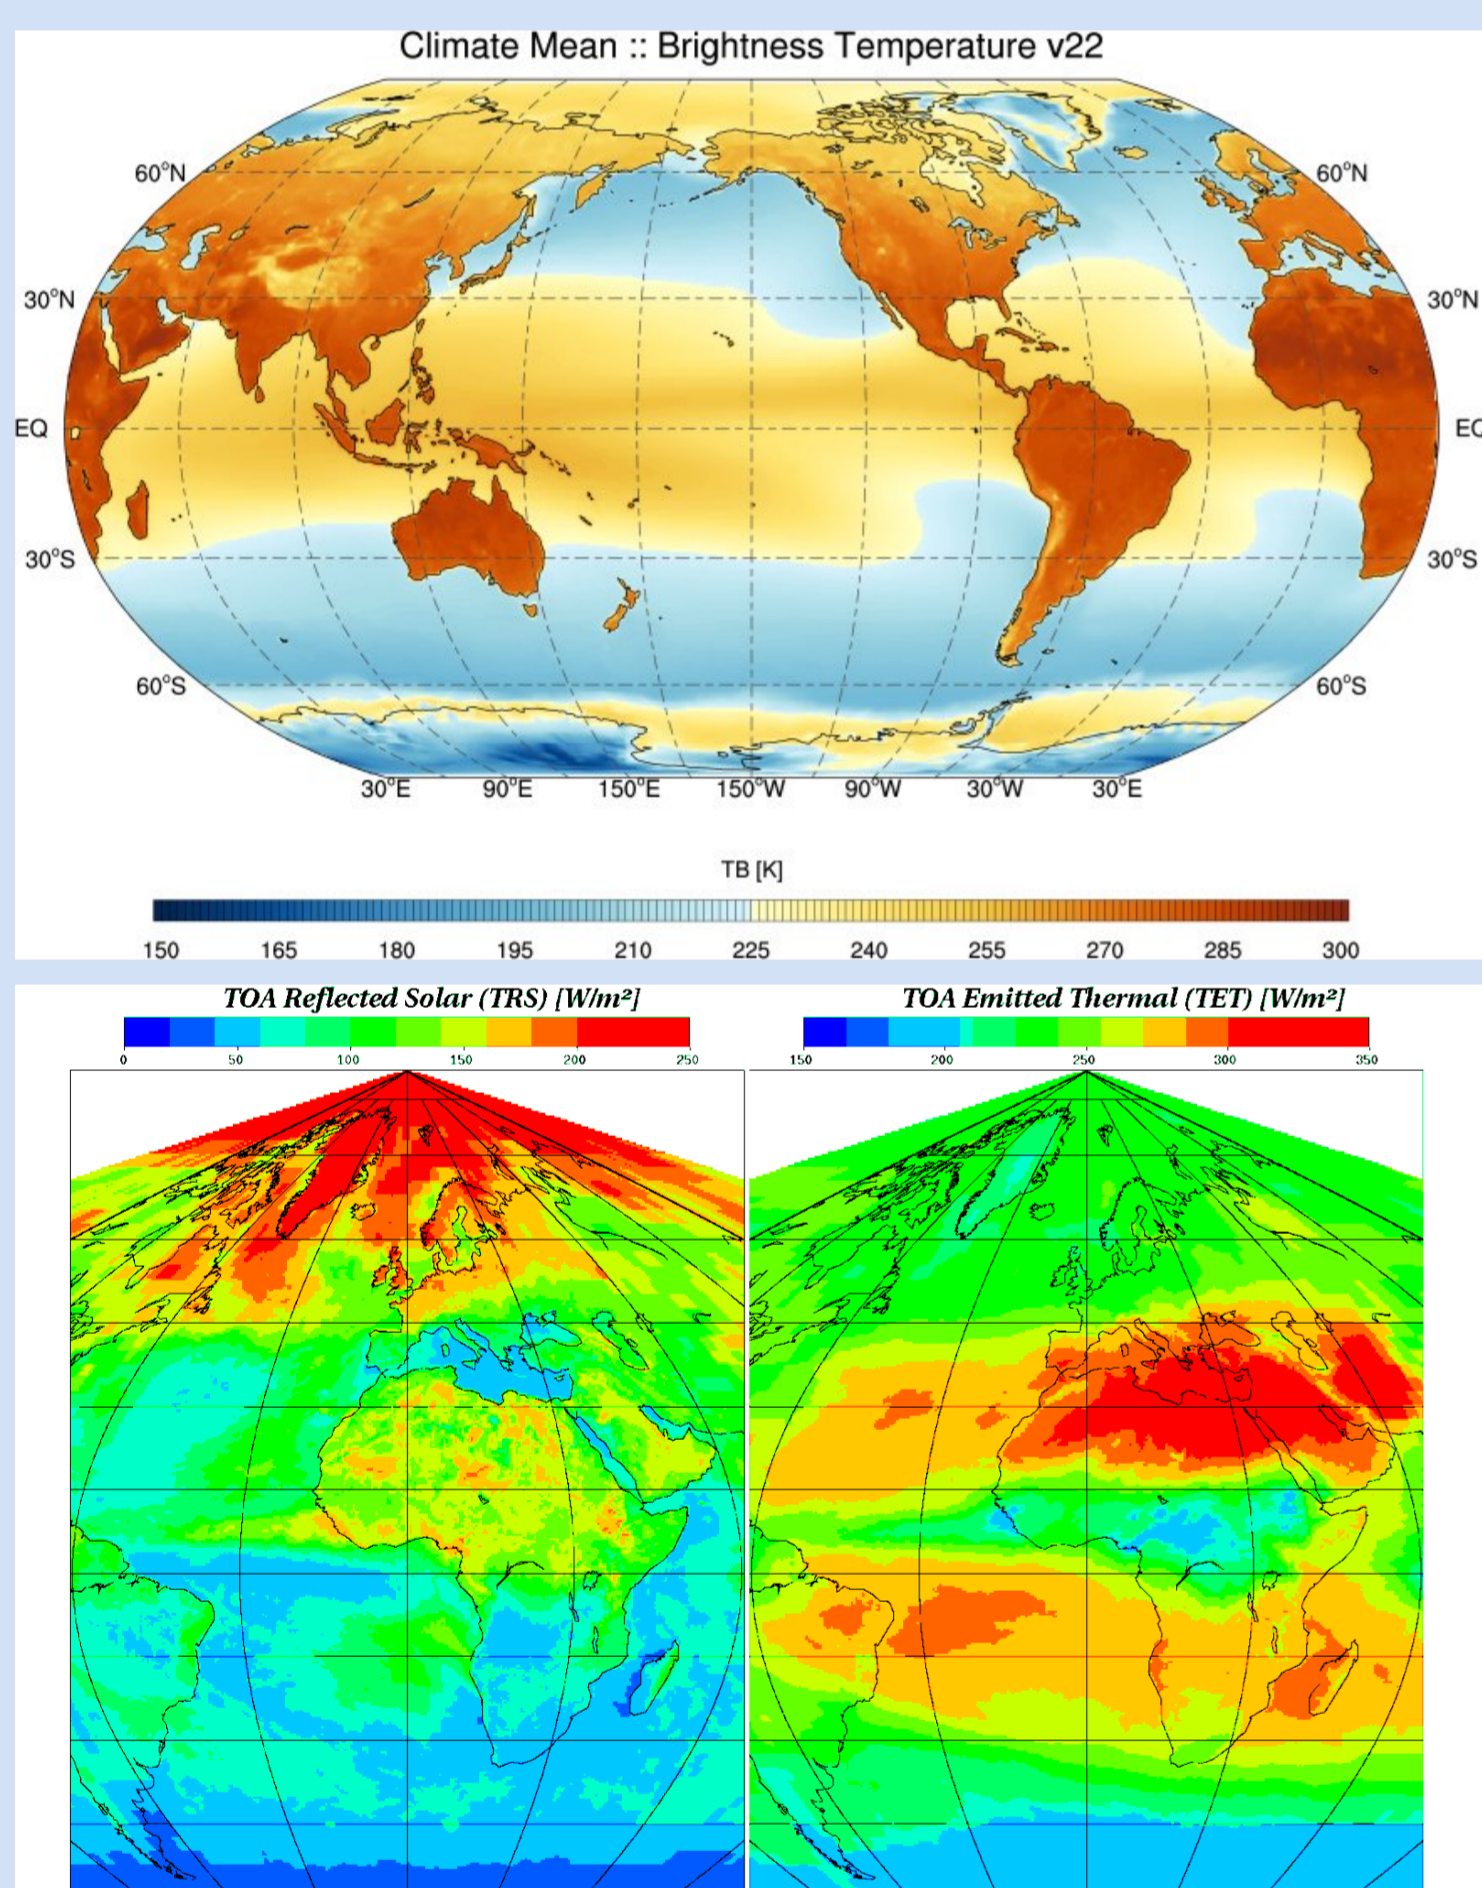 Climate Mean :: Brightness Temperature v22
60°N 60°N
30°N 30°N
EQ EQ
30°S 30°S
60°S 60°S
30°E 90°E 150°E 150°W 90°W 30°W 30°E
TB [K]
150 165 180 195 210 225 240 255 270 285 300
TOA Reflected Solar (TRS) [W/m²] TOA Emitted Thermal (TET) [W/m²]
0 50 100 150 200 250 150 200 250 300 350